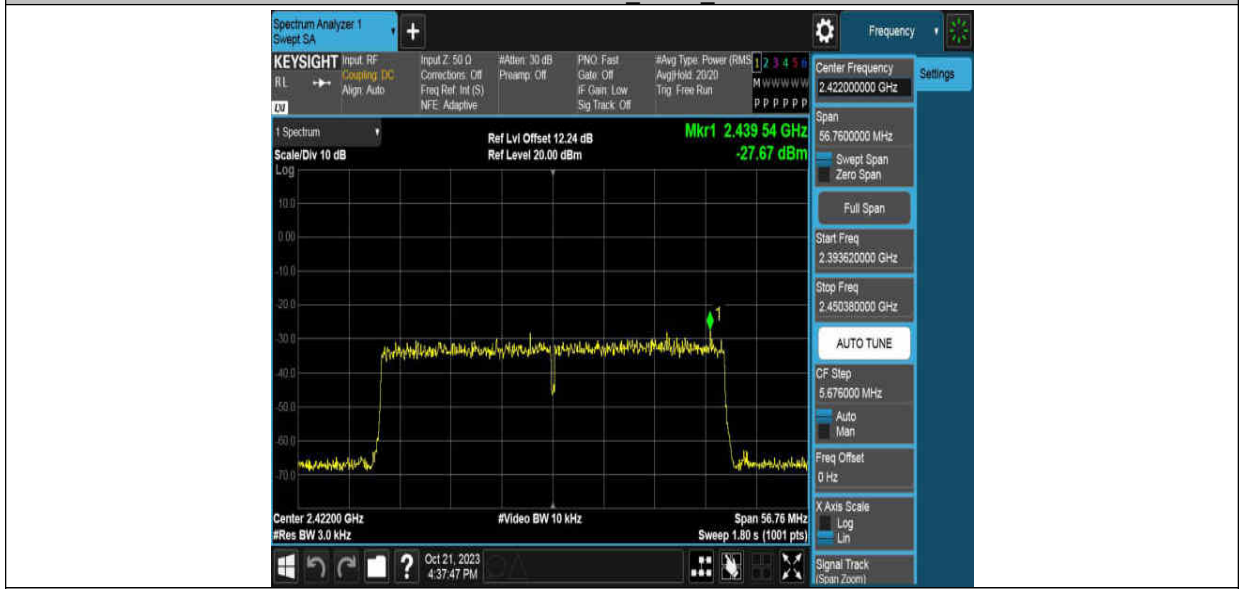 Spectrum Analyzer 1
Swept SA
+
Frequency
KEYSIGHT
RL
LXI
Input: RF
Coupling: DC
Align: Auto
Input Z: 50 Ω
Corrections: Off
Freq Ref: Int (S)
NFE: Adaptive
#Atten: 30 dB
Preamp: Off
PNO: Fast
Gate: Off
IF Gain: Low
Sig Track: Off
#Avg Type: Power (RMS
Avg|Hold: 20/20
Trig: Free Run
1 2 3 4 5 6
M W W W W W
P P P P P P
1 Spectrum
Scale/Div 10 dB
Ref Lvl Offset 12.24 dB
Ref Level 20.00 dBm
Mkr1 2.439 54 GHz
-27.67 dBm
Log
10.0
0.00
-10.0
-20.0
-30.0
-40.0
-50.0
-60.0
-70.0
1
Center 2.42200 GHz
#Res BW 3.0 kHz
#Video BW 10 kHz
Span 56.76 MHz
Sweep 1.80 s (1001 pts)
Center Frequency
2.422000000 GHz
Settings
Span
56.7600000 MHz
Swept Span
Zero Span
Full Span
Start Freq
2.393620000 GHz
Stop Freq
2.450380000 GHz
AUTO TUNE
CF Step
5.676000 MHz
Auto
Man
Freq Offset
0 Hz
X Axis Scale
Log
Lin
Signal Track
(Span Zoom)
?
Oct 21, 2023
4:37:47 PM